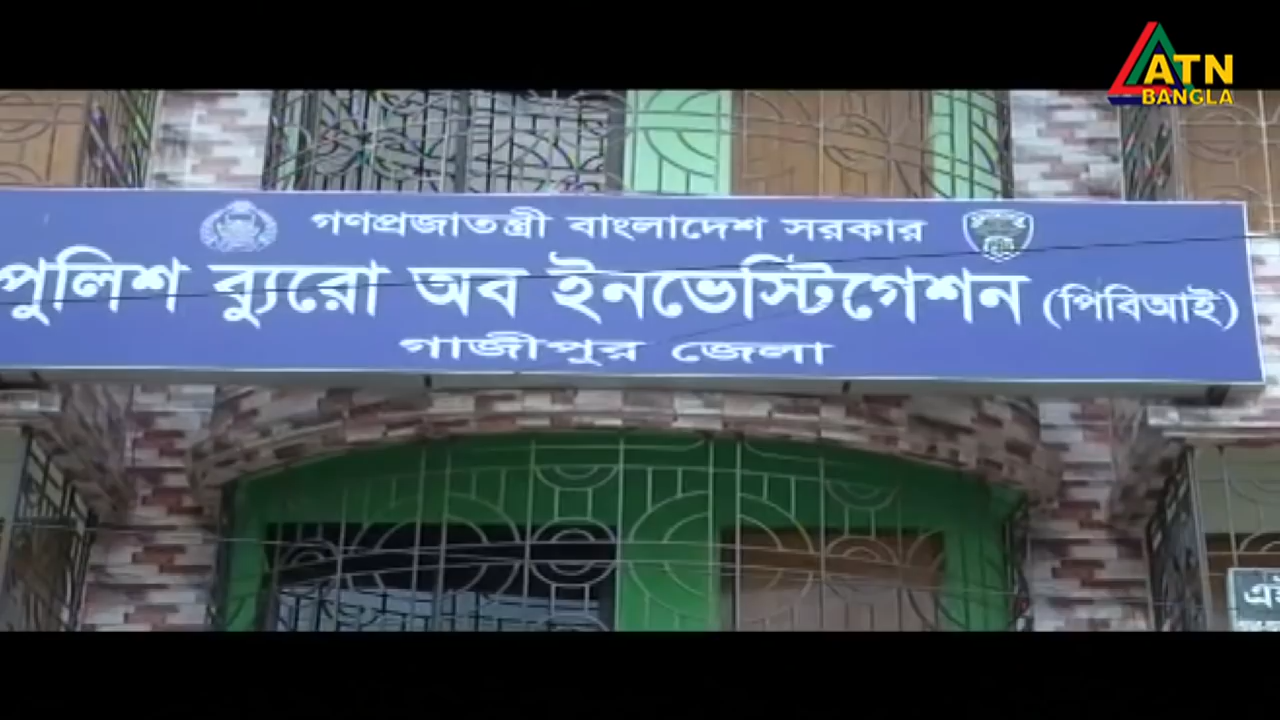 ATN
BANGLA
গণপ্রজাতন্ত্রী বাংলাদেশ সরকার
পুলিশ ব্যুরো অব ইনভেস্টিগেশন (পিবিআই)
গাজীপুর জেলা